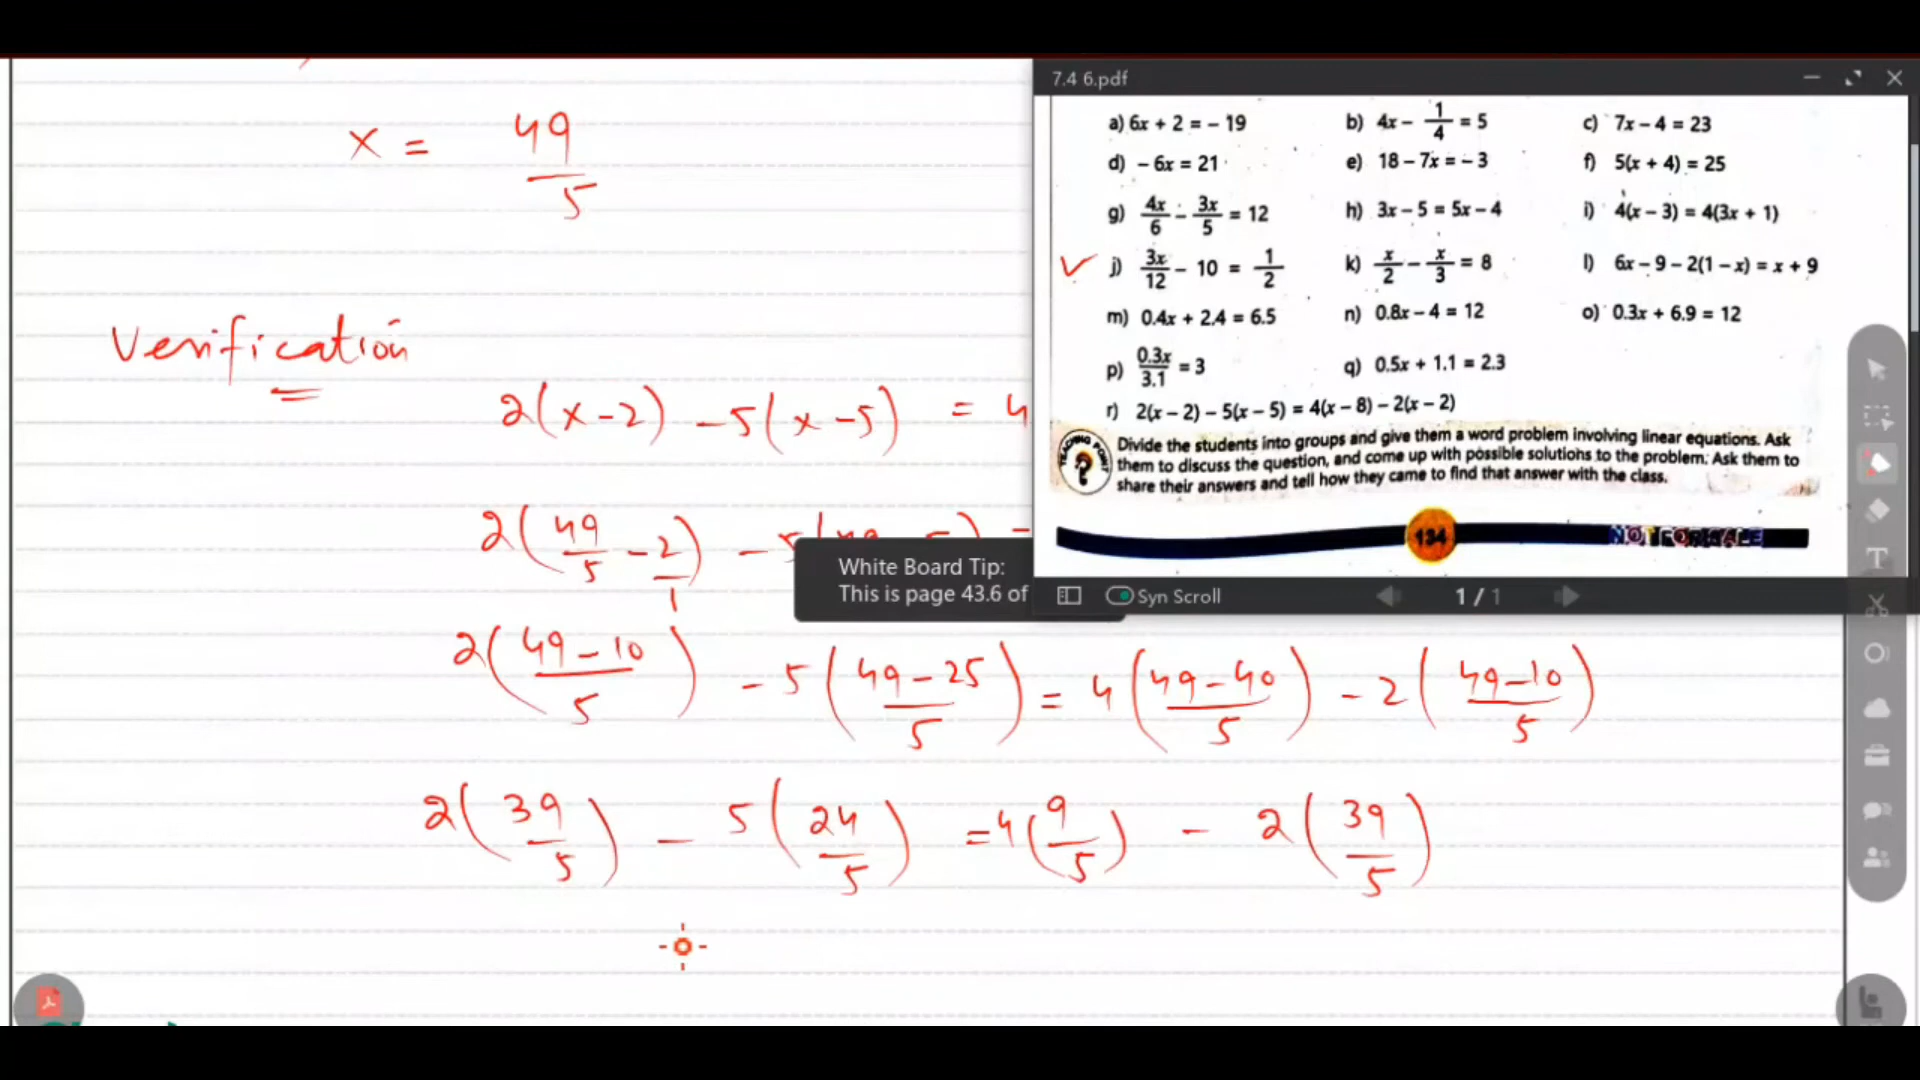 x = 49/5
Verification
2(x-2) -5(x-5) = 4
2(49/5 - 2/1) -5
2(49-10/5) -5(49-25/5) = 4(49-40/5) -2(49-10/5)
2(39/5) - 5(24/5) =4(9/5) - 2(39/5)
7.4 6.pdf
a) 6x + 2 = - 19 b) 4x - 1/4 = 5 c) 7x - 4 = 23
d) - 6x = 21 e) 18 - 7x = - 3 f) 5(x + 4) = 25
g) 4x/6 - 3x/5 = 12 h) 3x - 5 = 5x - 4 i) 4(x - 3) = 4(3x + 1)
✓ j) 3x/12 - 10 = 1/2 k) x/2 - x/3 = 8 l) 6x - 9 - 2(1 - x) = x + 9
m) 0.4x + 2.4 = 6.5 n) 0.8x - 4 = 12 o) 0.3x + 6.9 = 12
p) 0.3x/3.1 = 3 q) 0.5x + 1.1 = 2.3
r) 2(x - 2) - 5(x - 5) = 4(x - 8) - 2(x - 2)
TEACHING POINT
?
Divide the students into groups and give them a word problem involving linear equations. Ask
them to discuss the question, and come up with possible solutions to the problem. Ask them to
share their answers and tell how they came to find that answer with the class.
134
NOT FOR SALE
Syn Scroll
1 / 1
White Board Tip:
This is page 43.6 of
T